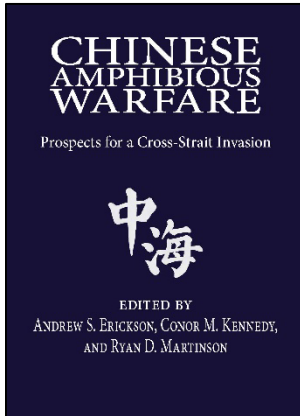 CHINESE
AMPHIBIOUS
WARFARE
Prospects for a Cross-Strait Invasion
中
海
EDITED BY
ANDREW S. ERICKSON, CONOR M. KENNEDY,
AND RYAN D. MARTINSON